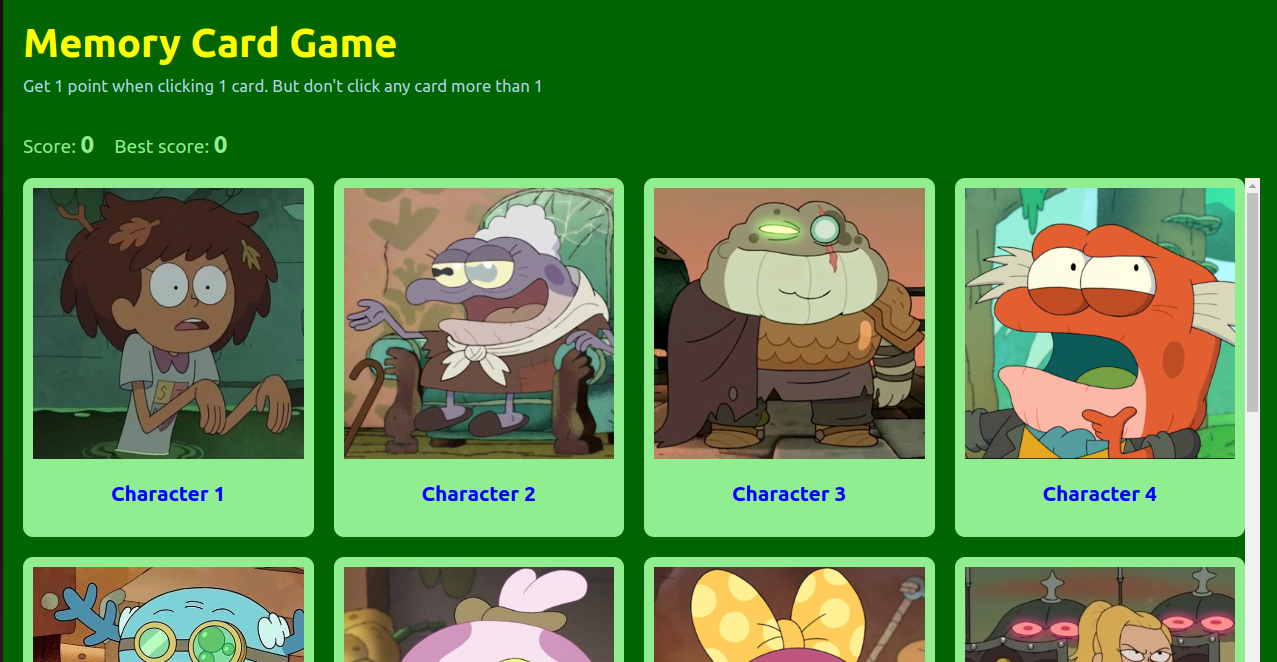 Memory Card Game
Get 1 point when clicking 1 card. But don't click any card more than 1
Score: 0 Best score: 0
Character 1
Character 2
Character 3
Character 4